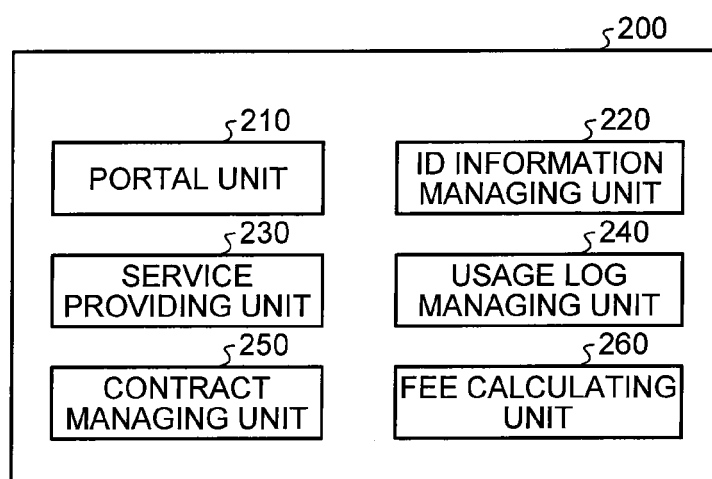 200
210
PORTAL UNIT
220
ID INFORMATION
MANAGING UNIT
230
SERVICE
PROVIDING UNIT
240
USAGE LOG
MANAGING UNIT
250
CONTRACT
MANAGING UNIT
260
FEE CALCULATING
UNIT